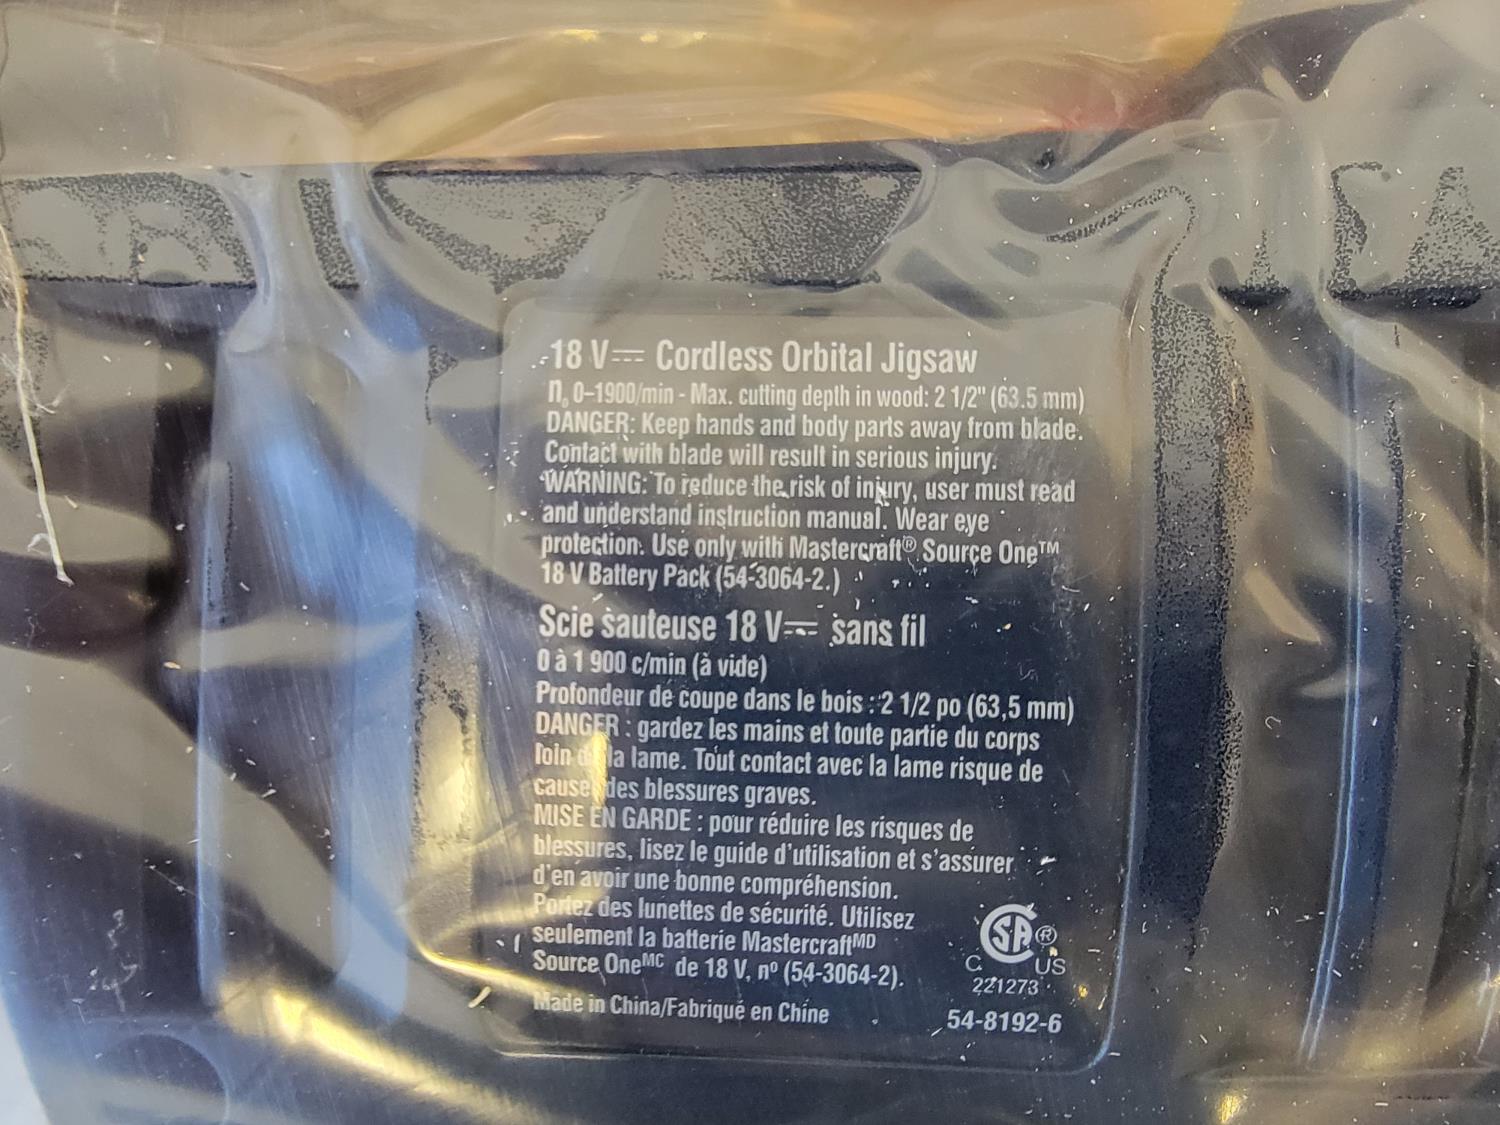 18 V⎓ Cordless Orbital Jigsaw
n₀ 0–1900/min - Max. cutting depth in wood: 2 1/2" (63.5 mm)
DANGER: Keep hands and body parts away from blade.
Contact with blade will result in serious injury.
WARNING: To reduce the risk of injury, user must read
and understand instruction manual. Wear eye
protection. Use only with Mastercraft® Source One™
18 V Battery Pack (54-3064-2.)
Scie sauteuse 18 V⎓ sans fil
0 à 1 900 c/min (à vide)
Profondeur de coupe dans le bois : 2 1/2 po (63,5 mm)
DANGER : gardez les mains et toute partie du corps
loin de la lame. Tout contact avec la lame risque de
causer des blessures graves.
MISE EN GARDE : pour réduire les risques de
blessures, lisez le guide d'utilisation et s'assurer
d'en avoir une bonne compréhension.
Portez des lunettes de sécurité. Utilisez
seulement la batterie Mastercraftᴹᴰ
Source Oneᴹᶜ de 18 V, nº (54-3064-2).
Made in China/Fabriqué en Chine
CSA®
C US
221273
54-8192-6